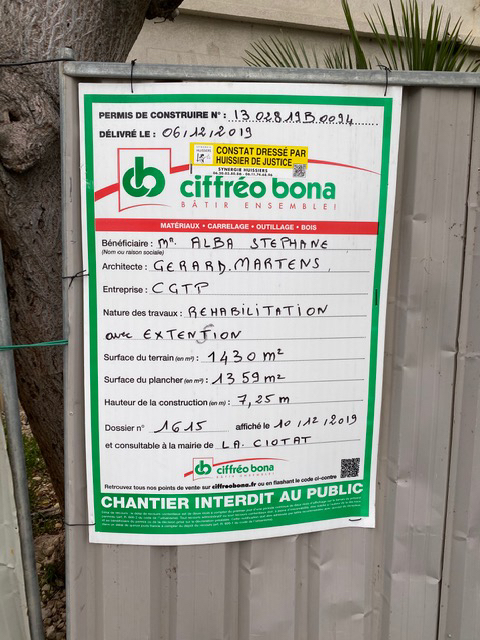 PERMIS DE CONSTRUIRE N° : 13 028 19B0094
DÉLIVRÉ LE : 06/12/2019
CONSTAT DRESSÉ PAR
HUISSIER DE JUSTICE
SYNERGIE HUISSIERS
ciffréo bona
BÂTIR ENSEMBLE!
MATÉRIAUX • CARRELAGE • OUTILLAGE • BOIS
Bénéficiaire : Mr. ALBA STEPHANE
(Nom ou raison sociale)
Architecte : GERARD. MARTENS.
Entreprise : CGTP
Nature des travaux : REHABILITATION
avec EXTENSION
Surface du terrain (en m²) : 1430 m²
Surface du plancher (en m²) : 1359 m²
Hauteur de la construction (en m) : 7,25 m
Dossier n° 1615 affiché le 10/12/2019
et consultable à la mairie de LA. CIOTAT
ciffréo bona
BÂTIR ENSEMBLE!
Retrouvez tous nos points de vente sur ciffreobona.fr ou en flashant le code ci-contre
CHANTIER INTERDIT AU PUBLIC